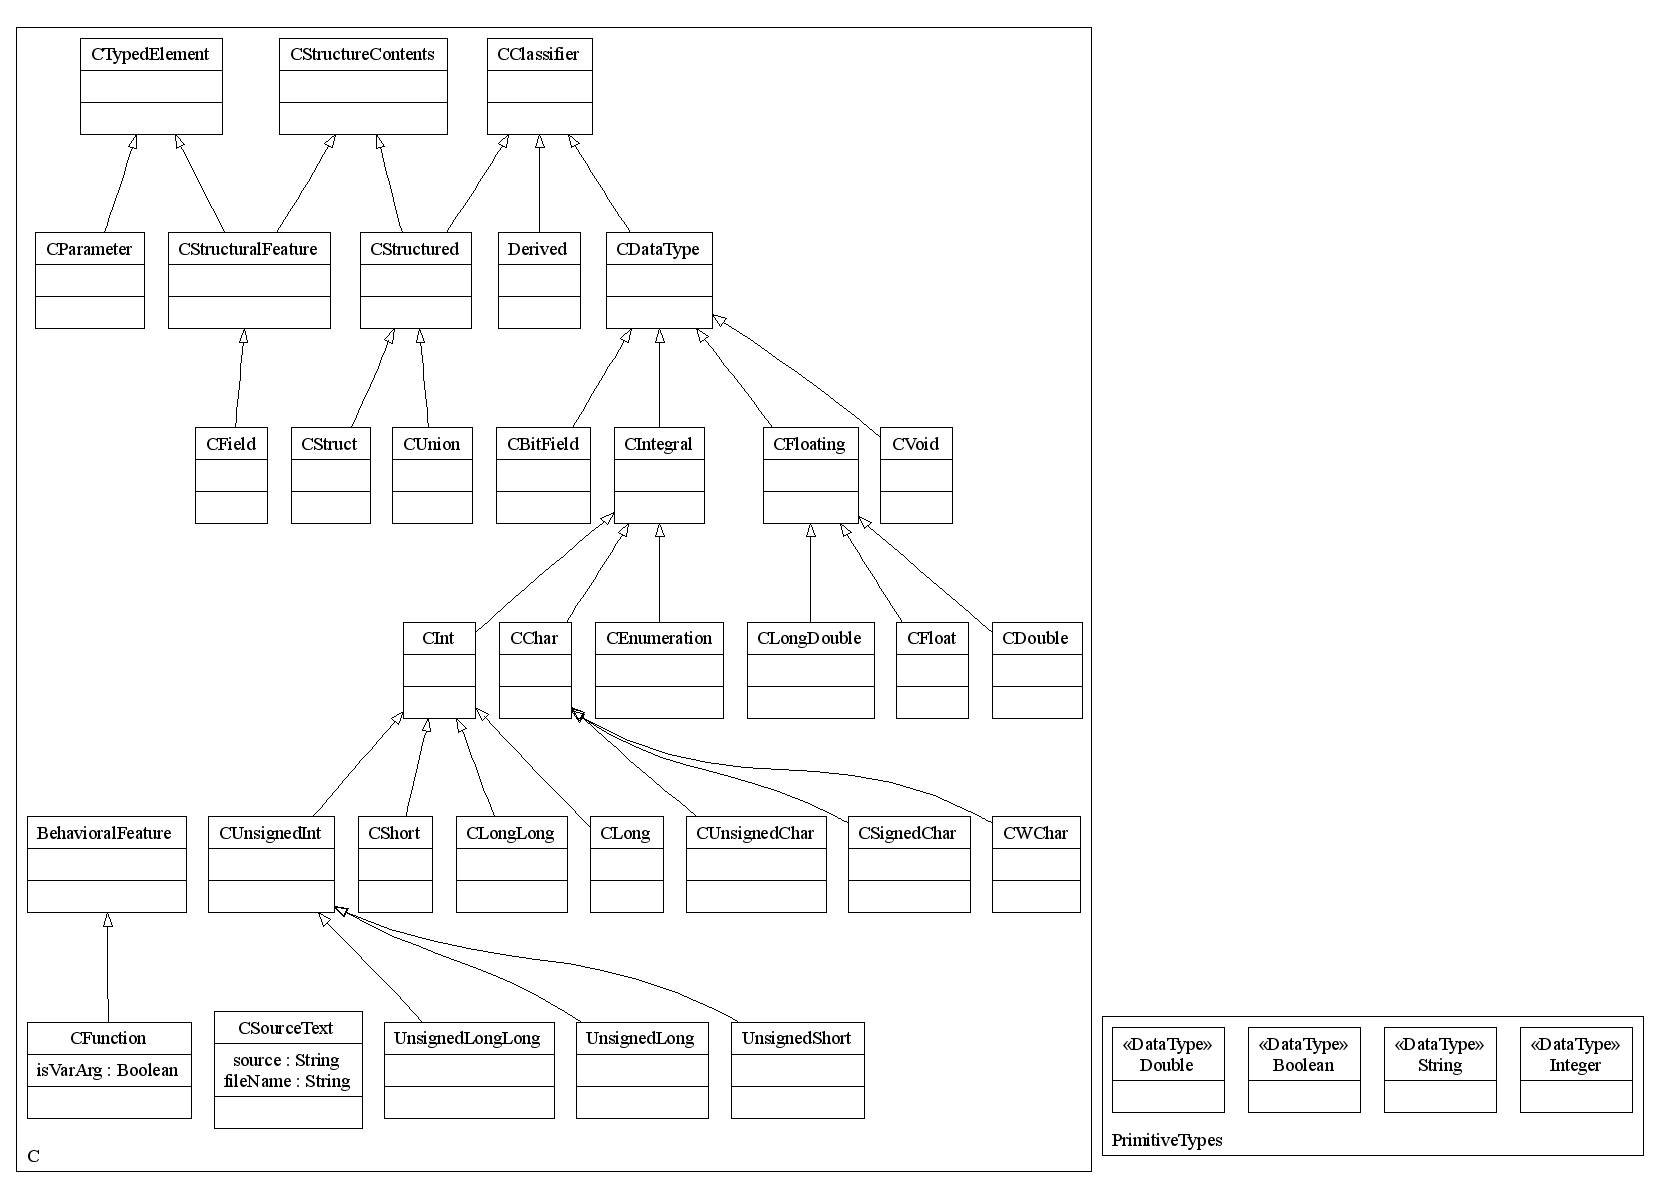 CTypedElement
CStructureContents
CClassifier
CParameter
CStructuralFeature
CStructured
Derived
CDataType
CField
CStruct
CUnion
CBitField
CIntegral
CFloating
CVoid
CInt
CChar
CEnumeration
CLongDouble
CFloat
CDouble
BehavioralFeature
CUnsignedInt
CShort
CLongLong
CLong
CUnsignedChar
CSignedChar
CWChar
CFunction
isVarArg : Boolean
CSourceText
source : String
fileName : String
UnsignedLongLong
UnsignedLong
UnsignedShort
C
«DataType»
Double
«DataType»
Boolean
«DataType»
String
«DataType»
Integer
PrimitiveTypes